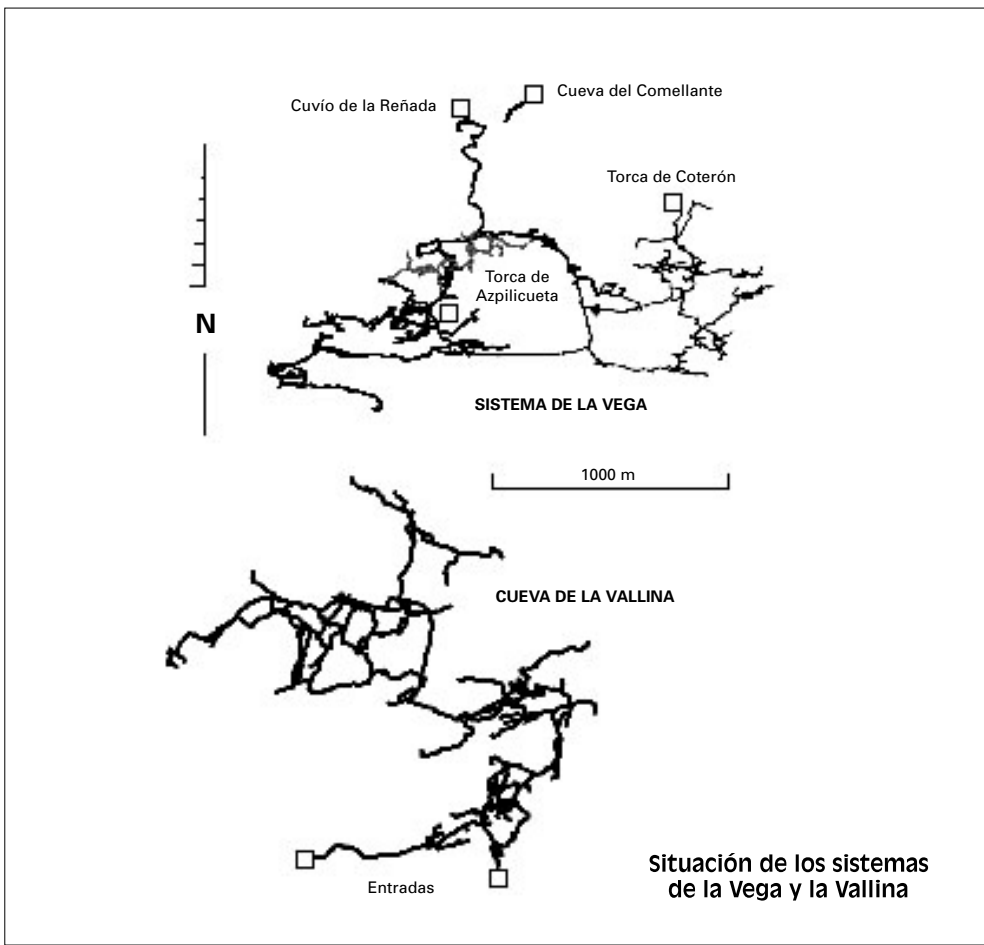 Cueva del Comellante
Cuvío de la Reñada
Torca de Coterón
Torca de
Azpilicueta
N
SISTEMA DE LA VEGA
1000 m
CUEVA DE LA VALLINA
Entradas
Situación de los sistemas
de la Vega y la Vallina